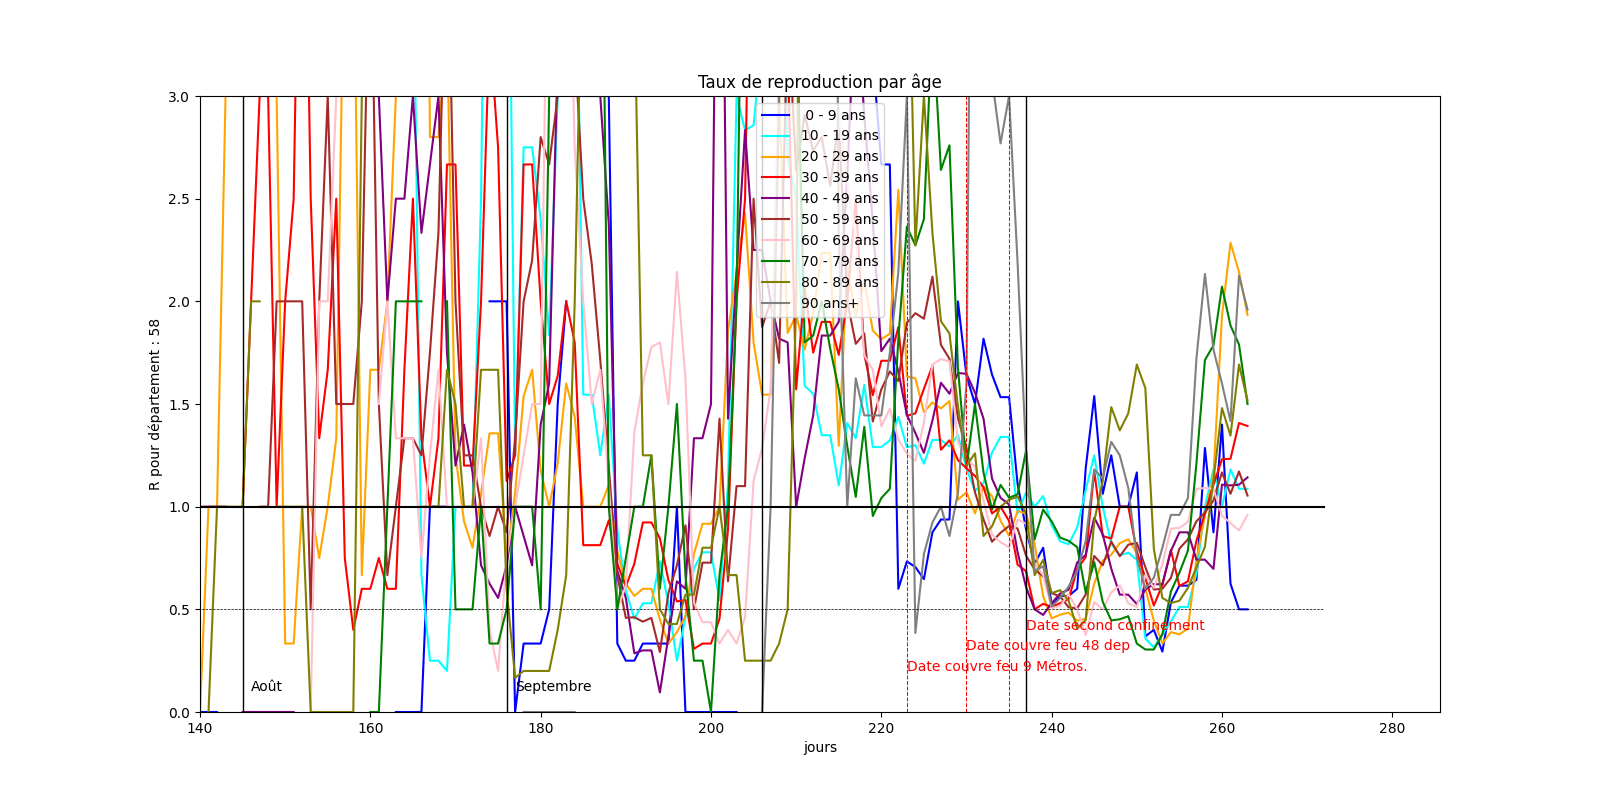 Taux de reproduction par âge
3.0
2.5
2.0
1.5
1.0
0.5
0.0
R pour département : 58
0 - 9 ans
10 - 19 ans
20 - 29 ans
30 - 39 ans
40 - 49 ans
50 - 59 ans
60 - 69 ans
70 - 79 ans
80 - 89 ans
90 ans+
Date second confinement
Date couvre feu 48 dep
Date couvre feu 9 Métros.
Août
Septembre
140
160
180
200
220
240
260
280
jours